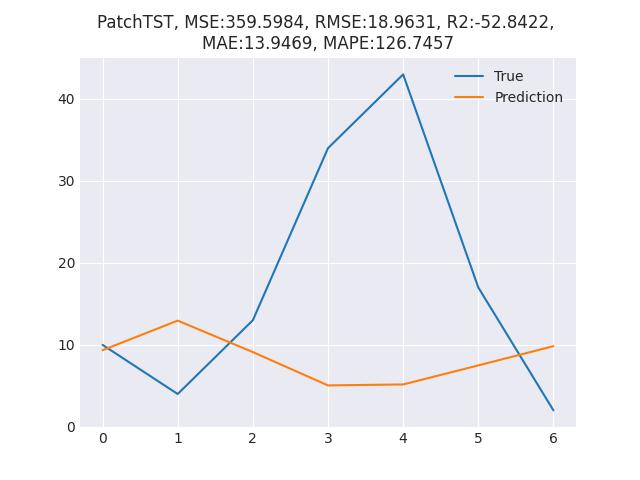 PatchTST, MSE:359.5984, RMSE:18.9631, R2:-52.8422,
MAE:13.9469, MAPE:126.7457
True
Prediction
40
30
20
10
0
0 1 2 3 4 5 6